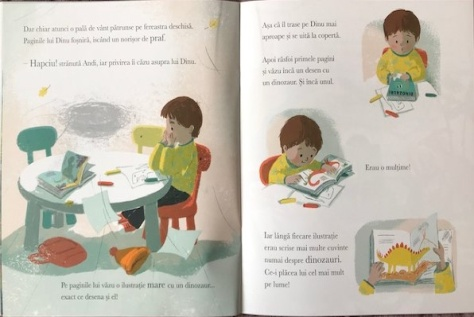 Dar chiar atunci o pală de vânt pătrunse pe fereastra deschisă.
Paginile lui Dinu foșniră, iscând un norișor de praf.
– Hapciu! strănută Andi, iar privirea îi căzu asupra lui Dinu.
Pe paginile lui văzu o ilustrație mare cu un dinozaur...
exact ce desena și el!
Așa că îl trase pe Dinu mai
aproape și se uită la copertă.
Apoi răsfoi primele pagini
și văzu încă un desen cu
un dinozaur. Și încă unul.
Erau o mulțime!
Iar lângă fiecare ilustrație
erau scrise mai multe cuvinte
numai despre dinozauri.
Ce-i plăcea lui cel mai mult
pe lume!